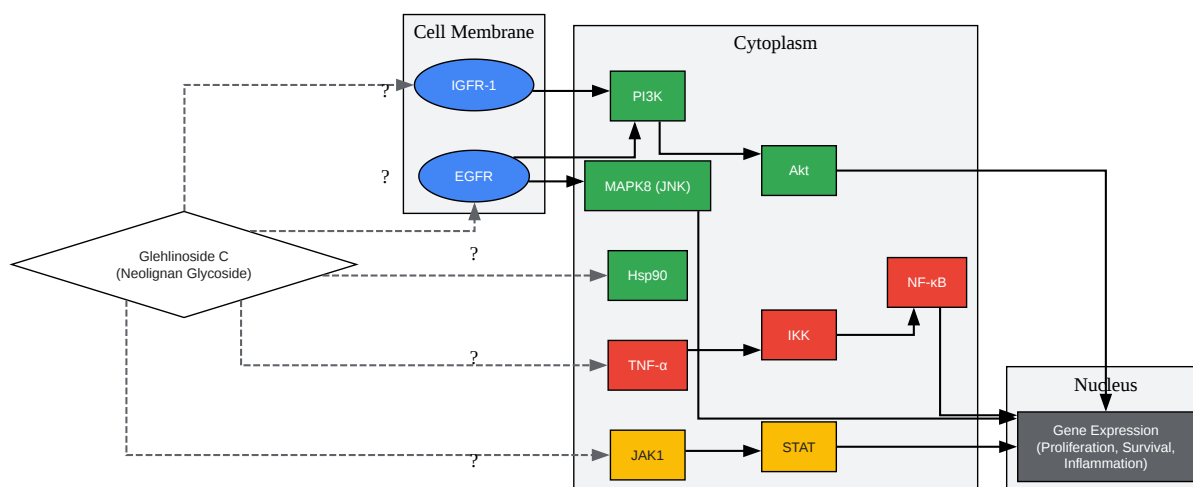 Cell Membrane
Cytoplasm
IGFR-1
?
PI3K
EGFR
?
MAPK8 (JNK)
Akt
Glehlinoside C
(Neolignan Glycoside)
?
Hsp90
NF-κB
TNF-α
?
IKK
Nucleus
JAK1
?
STAT
Gene Expression
(Proliferation, Survival,
Inflammation)